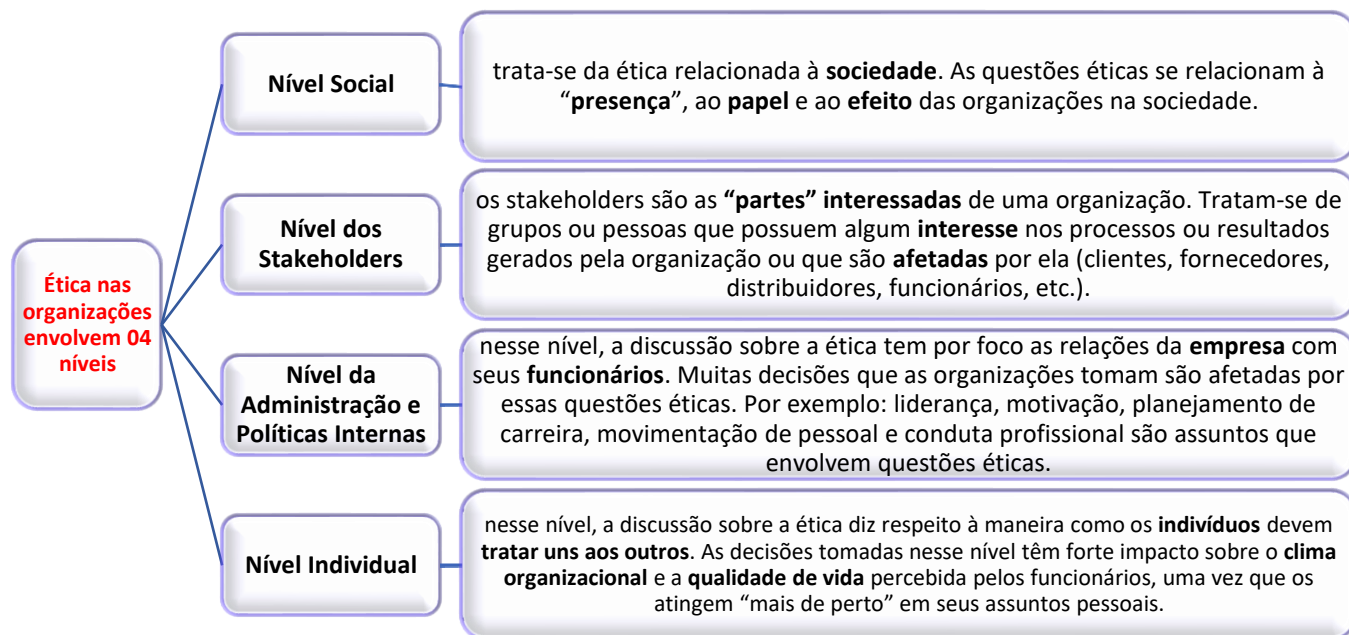 Ética nas
organizações
envolvem 04
níveis
Nível Social
trata-se da ética relacionada à sociedade. As questões éticas se relacionam à
“presença”, ao papel e ao efeito das organizações na sociedade.
Nível dos
Stakeholders
os stakeholders são as “partes” interessadas de uma organização. Tratam-se de
grupos ou pessoas que possuem algum interesse nos processos ou resultados
gerados pela organização ou que são afetadas por ela (clientes, fornecedores,
distribuidores, funcionários, etc.).
Nível da
Administração e
Políticas Internas
nesse nível, a discussão sobre a ética tem por foco as relações da empresa com
seus funcionários. Muitas decisões que as organizações tomam são afetadas por
essas questões éticas. Por exemplo: liderança, motivação, planejamento de
carreira, movimentação de pessoal e conduta profissional são assuntos que
envolvem questões éticas.
Nível Individual
nesse nível, a discussão sobre a ética diz respeito à maneira como os indivíduos devem
tratar uns aos outros. As decisões tomadas nesse nível têm forte impacto sobre o clima
organizacional e a qualidade de vida percebida pelos funcionários, uma vez que os
atingem “mais de perto” em seus assuntos pessoais.